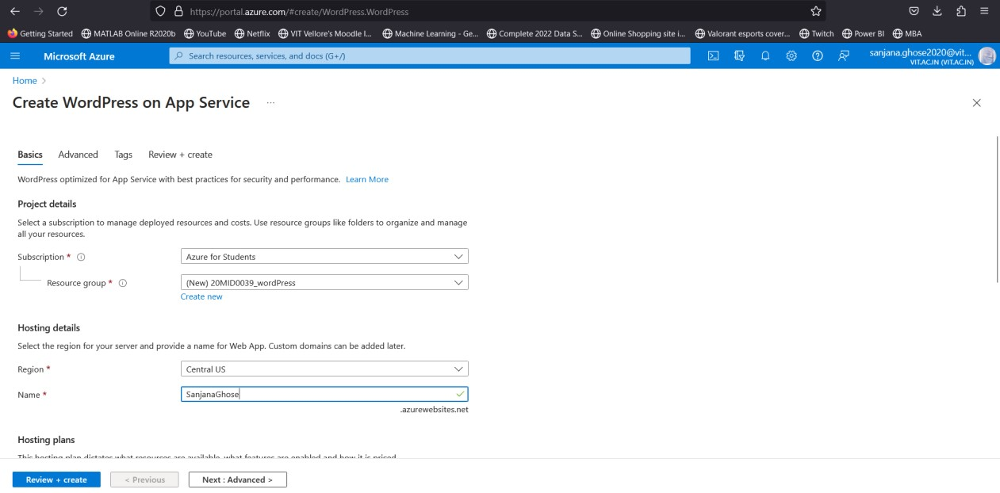 https://portal.azure.com/#create/WordPress.WordPress
Getting Started MATLAB Online R2020b YouTube Netflix VIT Vellore's Moodle I... Machine Learning - Ge... Complete 2022 Data S... Online Shopping site i... Valorant esports cover... Twitch Power BI MBA
Microsoft Azure Search resources, services, and docs (G+/) sanjana.ghose2020@vit...
VIT.AC.IN (VIT.AC.IN)
Home >
Create WordPress on App Service ...
Basics Advanced Tags Review + create
WordPress optimized for App Service with best practices for security and performance. Learn More
Project details
Select a subscription to manage deployed resources and costs. Use resource groups like folders to organize and manage
all your resources.
Subscription * Azure for Students
Resource group * (New) 20MID0039_wordPress
Create new
Hosting details
Select the region for your server and provide a name for Web App. Custom domains can be added later.
Region * Central US
Name * SanjanaGhose
.azurewebsites.net
Hosting plans
This hosting plan dictates what resources are available, what features are enabled and how it is priced.
Review + create < Previous Next : Advanced >